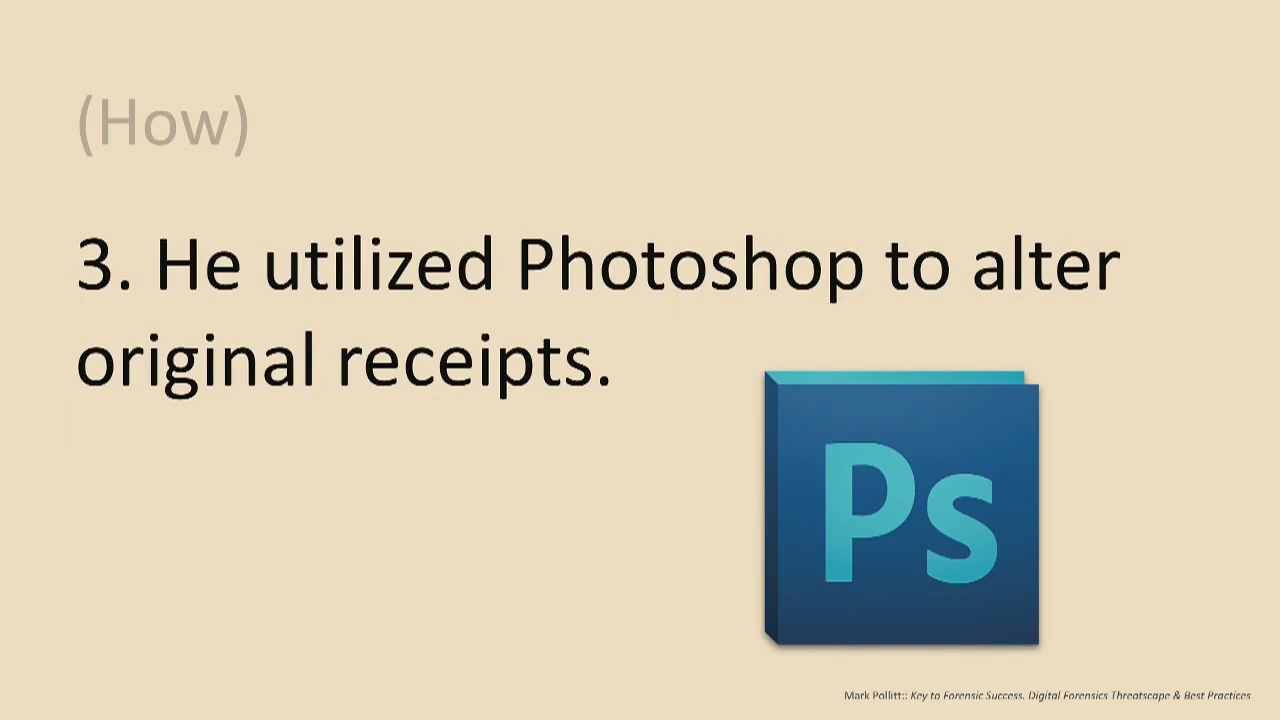 (How)
3. He utilized Photoshop to alter
original receipts.
Ps
Mark Pollitt:: Key to Forensic Success. Digital Forensics Threatscape & Best Practices